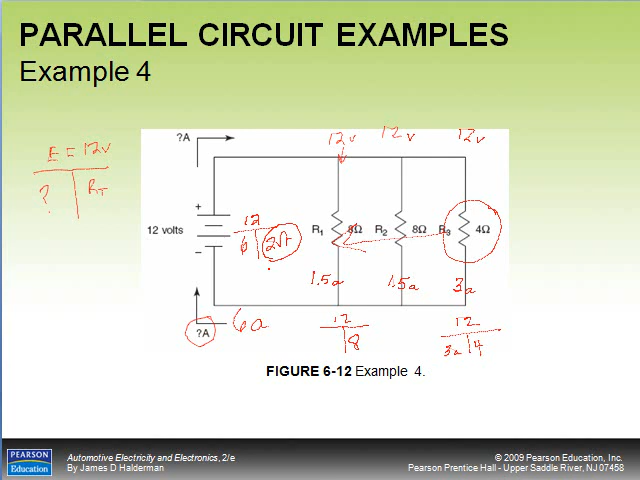 PARALLEL CIRCUIT EXAMPLES
Example 4
?A
12v
12v
12v
E = 12v
?
RT
+
12 volts
–
12
6
2Ω
R1
8Ω
R2
8Ω
R3
4Ω
1.5a
1.5a
3a
?A
6a
12
8
12
3a
4
FIGURE 6-12 Example 4.
PEARSON
Education
Automotive Electricity and Electronics, 2/e
By James D Halderman
© 2009 Pearson Education, Inc.
Pearson Prentice Hall - Upper Saddle River, NJ 07458